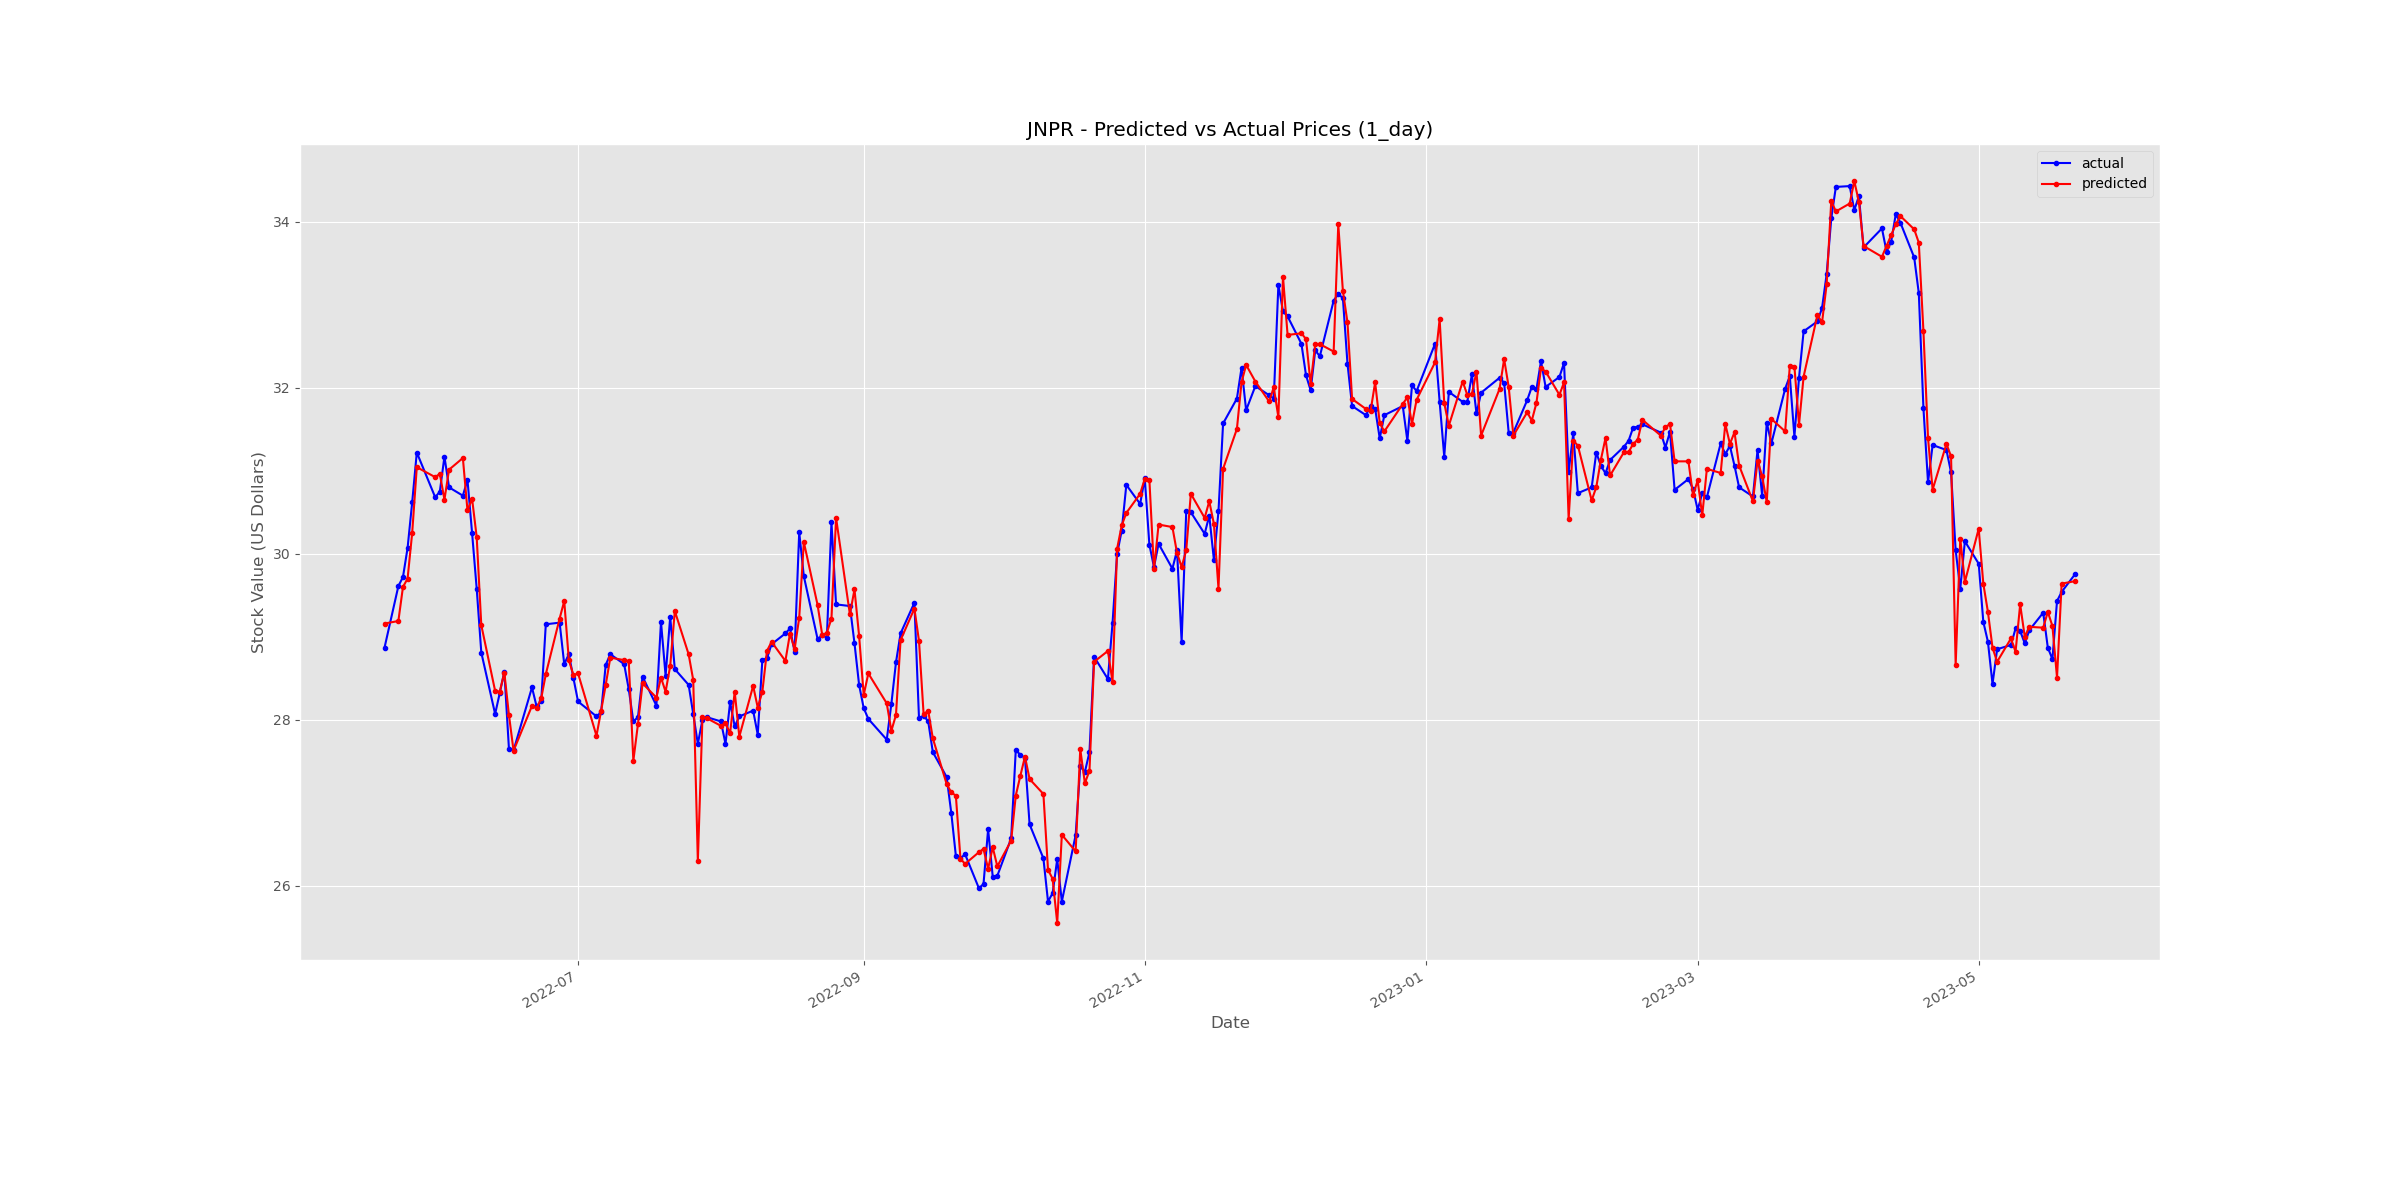 JNPR - Predicted vs Actual Prices (1_day)
actual
predicted
Stock Value (US Dollars)
34
32
30
28
26
2022-07
2022-09
2022-11
2023-01
2023-03
2023-05
Date